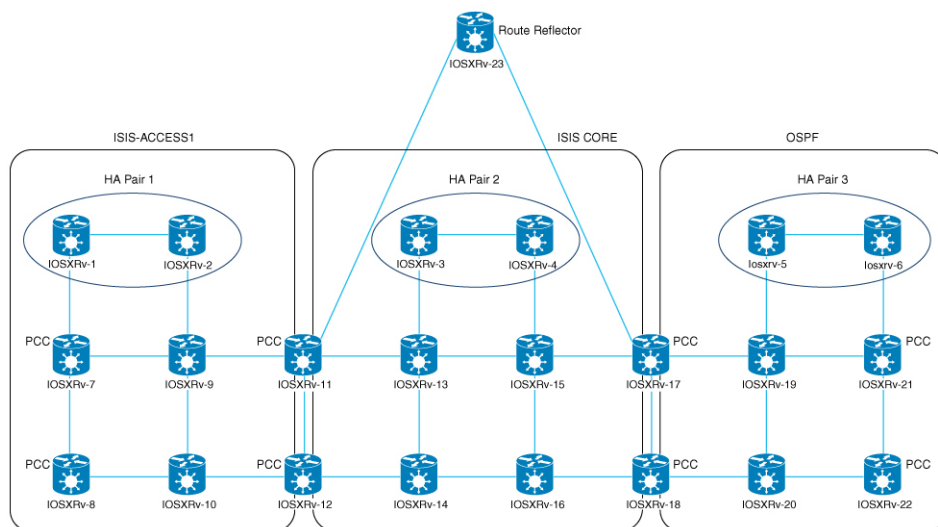 Route Reflector
IOSXRv-23
ISIS-ACCESS1
ISIS CORE
OSPF
HA Pair 1
HA Pair 2
HA Pair 3
IOSXRv-1
IOSXRv-2
IOSXRv-3
IOSXRv-4
Iosxrv-5
Iosxrv-6
PCC
PCC
PCC
PCC
IOSXRv-7
IOSXRv-9
IOSXRv-11
IOSXRv-13
IOSXRv-15
IOSXRv-17
IOSXRv-19
IOSXRv-21
PCC
PCC
PCC
PCC
IOSXRv-8
IOSXRv-10
IOSXRv-12
IOSXRv-14
IOSXRv-16
IOSXRv-18
IOSXRv-20
IOSXRv-22